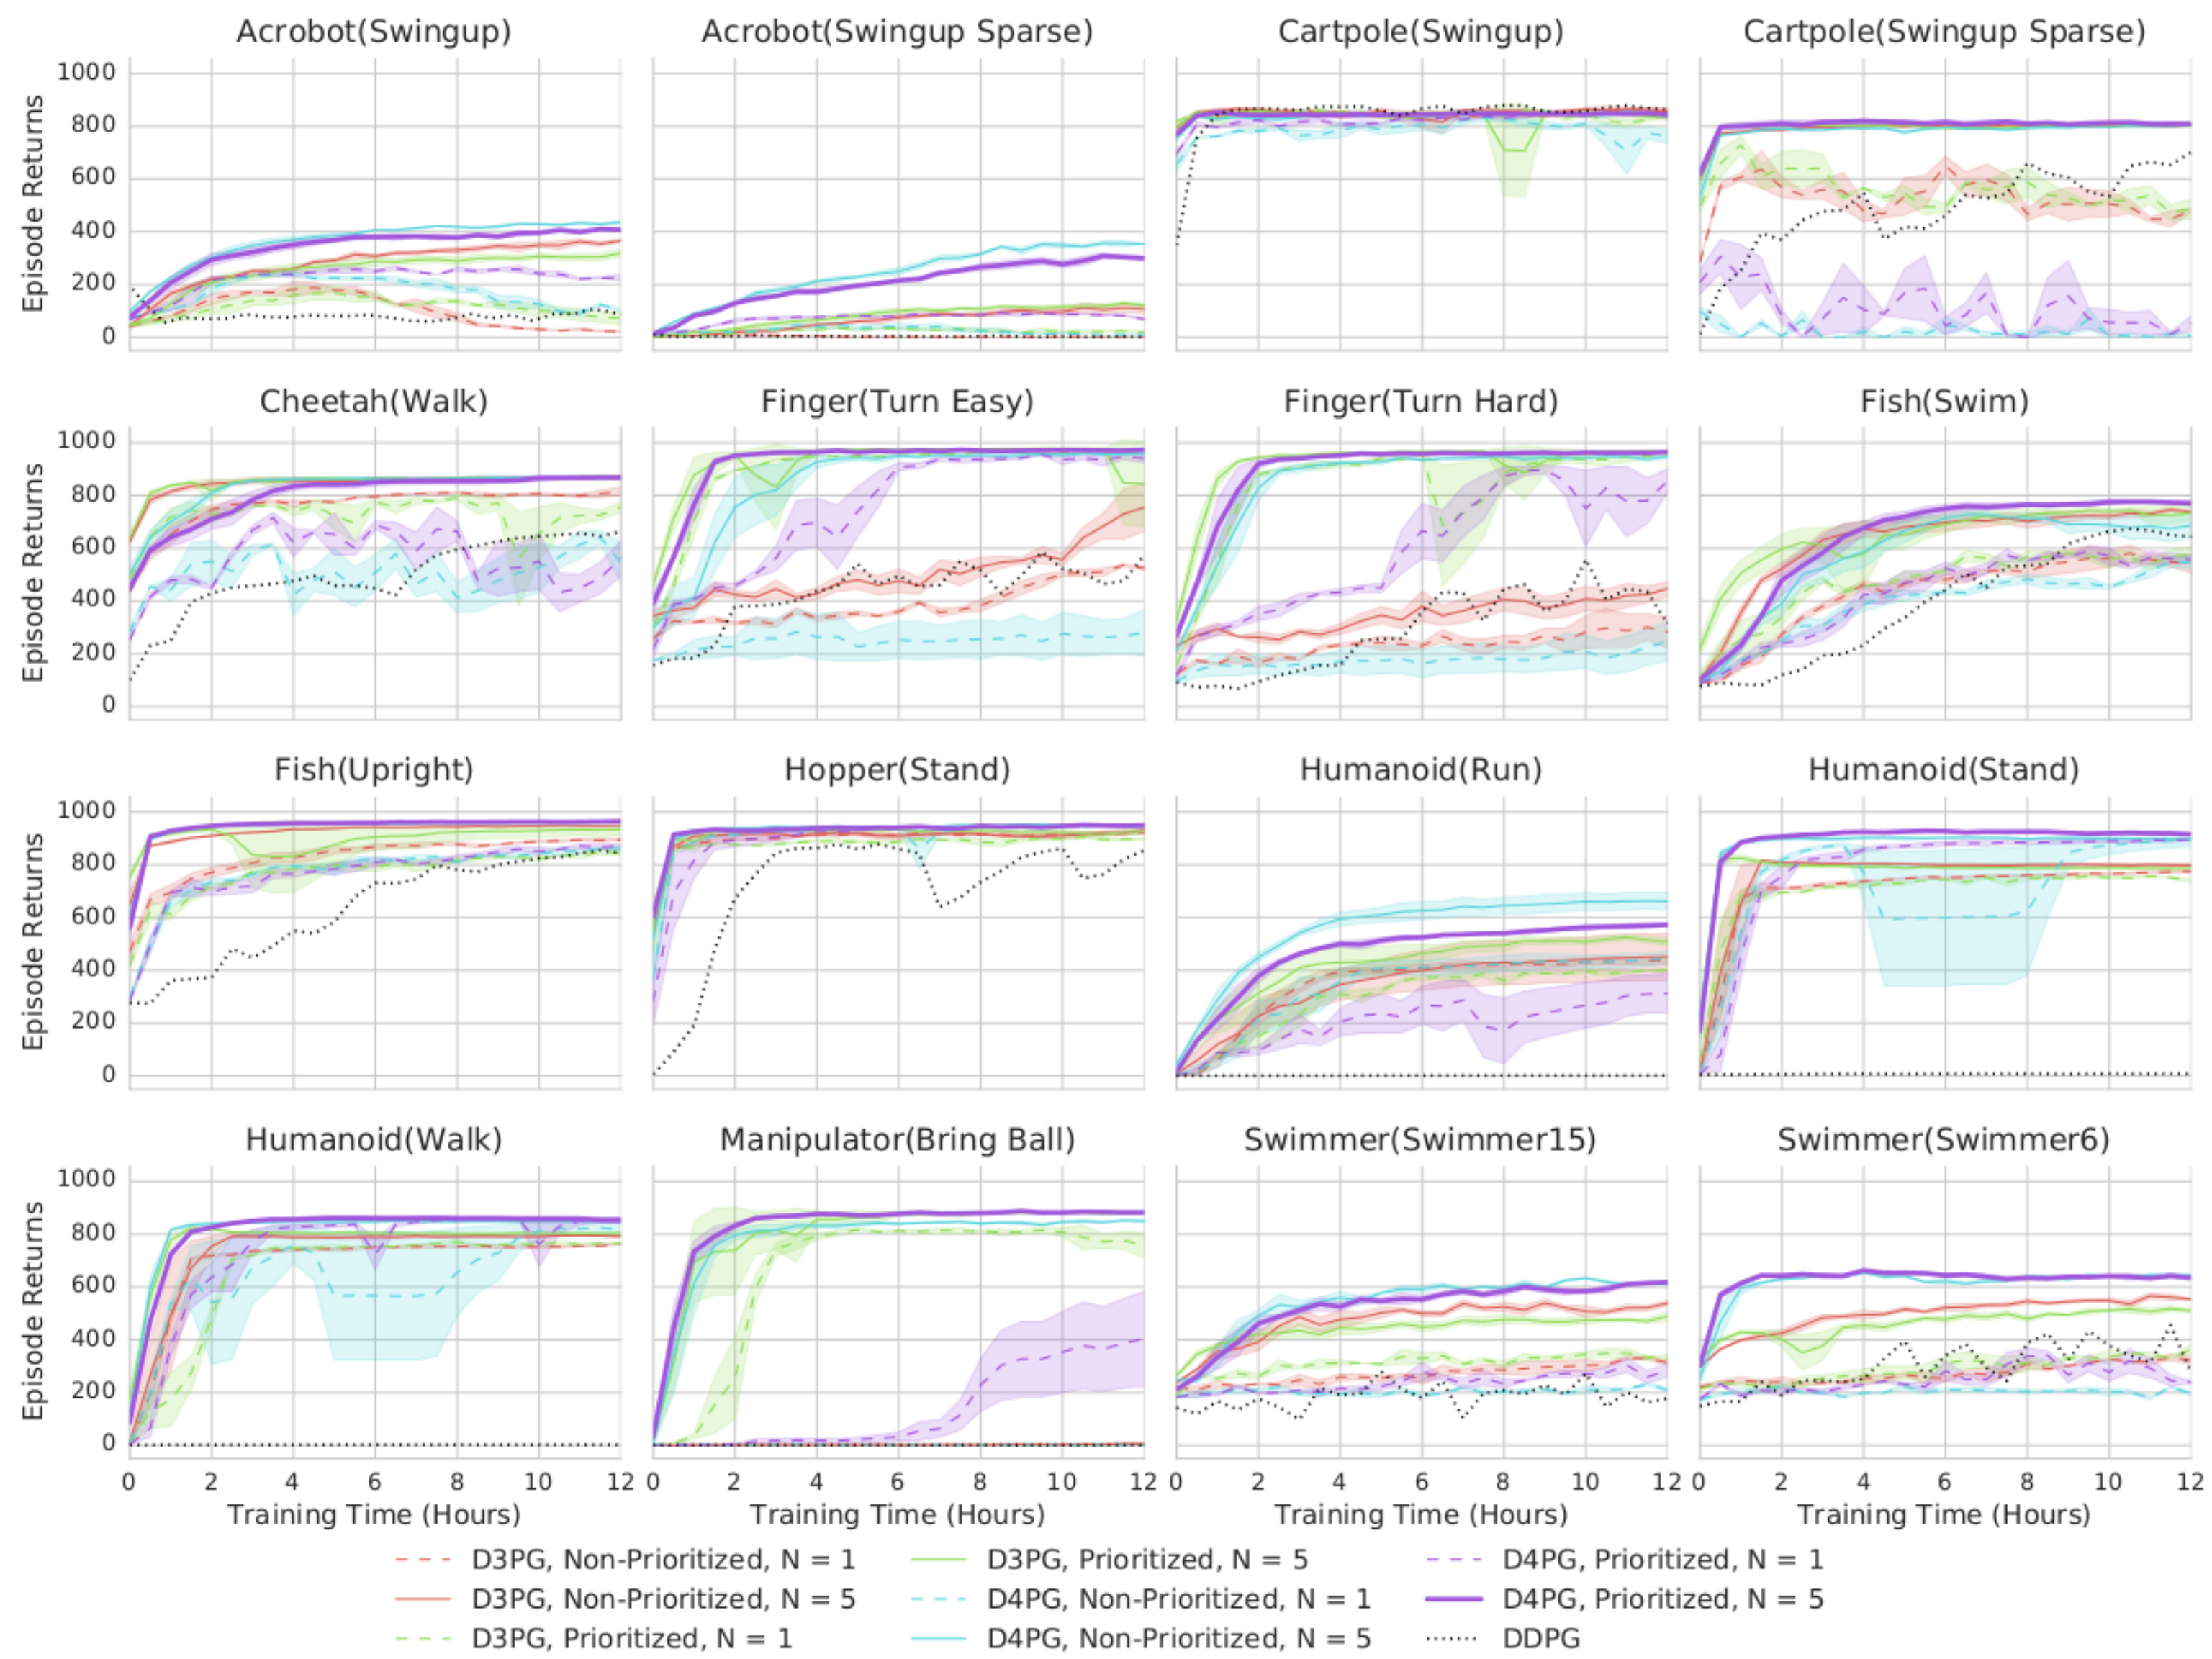 Acrobot(Swingup) Acrobot(Swingup Sparse) Cartpole(Swingup) Cartpole(Swingup Sparse)
1000
800
600
400
200
0
Episode Returns
Cheetah(Walk) Finger(Turn Easy) Finger(Turn Hard) Fish(Swim)
1000
800
600
400
200
0
Episode Returns
Fish(Upright) Hopper(Stand) Humanoid(Run) Humanoid(Stand)
1000
800
600
400
200
0
Episode Returns
Humanoid(Walk) Manipulator(Bring Ball) Swimmer(Swimmer15) Swimmer(Swimmer6)
1000
800
600
400
200
0
Episode Returns
0 2 4 6 8 10 12 0 2 4 6 8 10 12 0 2 4 6 8 10 12 0 2 4 6 8 10 12
Training Time (Hours) Training Time (Hours) Training Time (Hours) Training Time (Hours)
D3PG, Non-Prioritized, N = 1 D3PG, Prioritized, N = 5 D4PG, Prioritized, N = 1
D3PG, Non-Prioritized, N = 5 D4PG, Non-Prioritized, N = 1 D4PG, Prioritized, N = 5
D3PG, Prioritized, N = 1 D4PG, Non-Prioritized, N = 5 DDPG